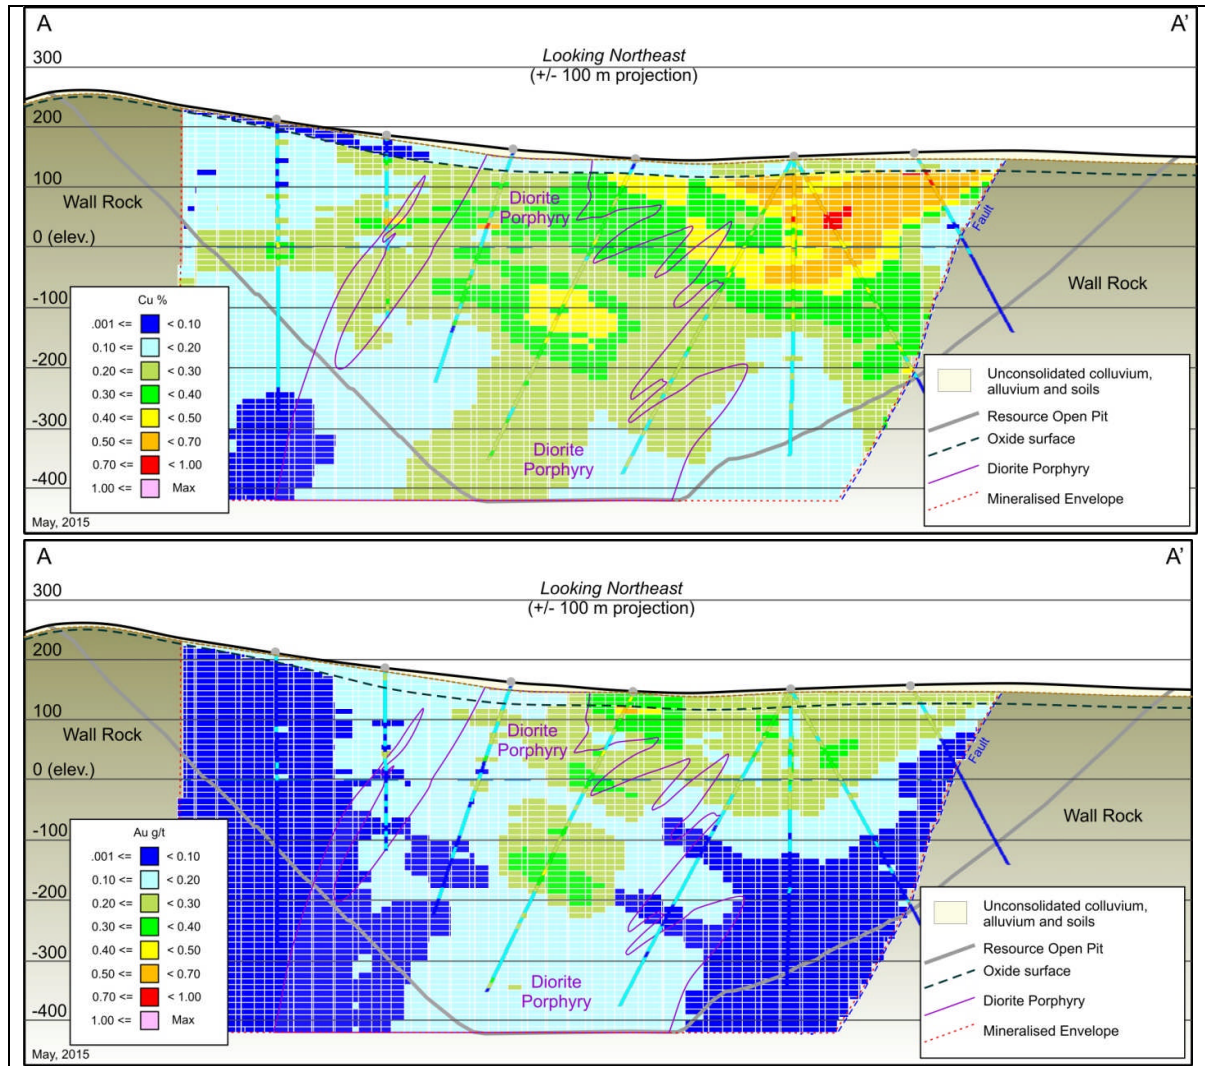 A
A'
Looking Northeast
(+/- 100 m projection)
300
200
100
0 (elev.)
-100
-200
-300
-400
Wall Rock
Diorite
Porphyry
Fault
Wall Rock
Diorite
Porphyry
Cu %
.001 <= < 0.10
0.10 <= < 0.20
0.20 <= < 0.30
0.30 <= < 0.40
0.40 <= < 0.50
0.50 <= < 0.70
0.70 <= < 1.00
1.00 <= Max
May, 2015
Unconsolidated colluvium,
alluvium and soils
Resource Open Pit
Oxide surface
Diorite Porphyry
Mineralised Envelope
A
A'
Looking Northeast
(+/- 100 m projection)
300
200
100
0 (elev.)
-100
-200
-300
-400
Wall Rock
Diorite
Porphyry
Fault
Wall Rock
Diorite
Porphyry
Au g/t
.001 <= < 0.10
0.10 <= < 0.20
0.20 <= < 0.30
0.30 <= < 0.40
0.40 <= < 0.50
0.50 <= < 0.70
0.70 <= < 1.00
1.00 <= Max
May, 2015
Unconsolidated colluvium,
alluvium and soils
Resource Open Pit
Oxide surface
Diorite Porphyry
Mineralised Envelope